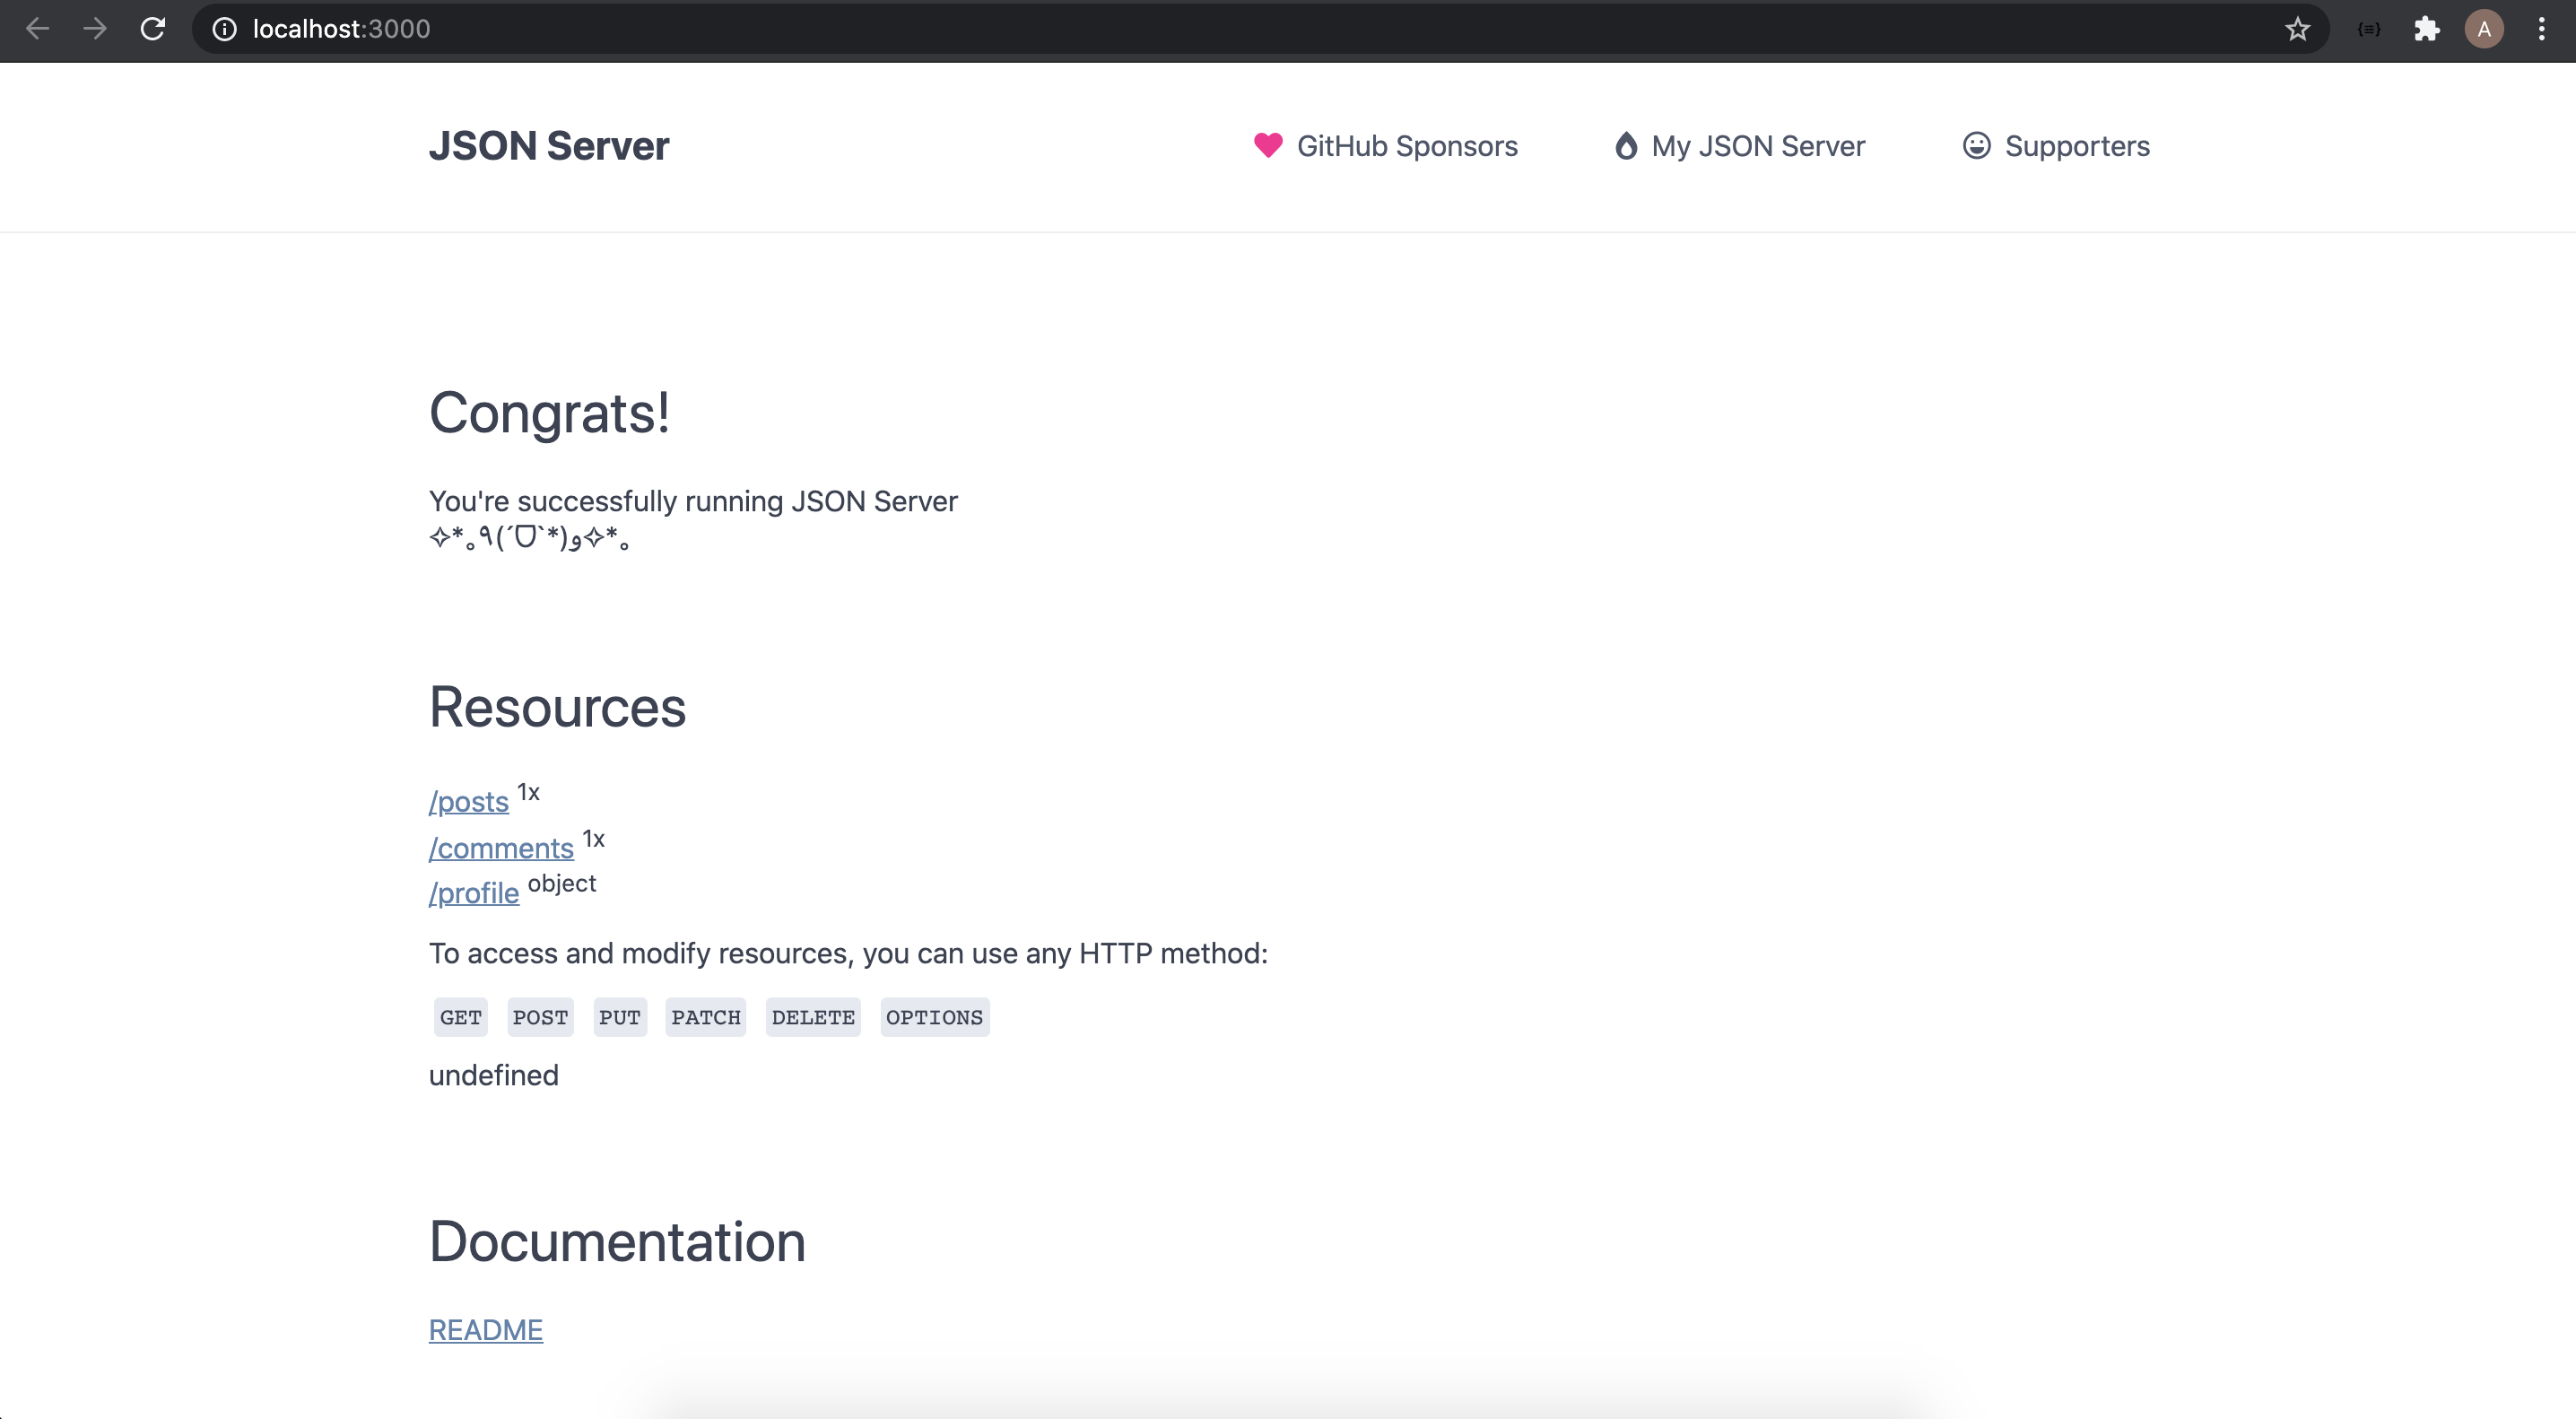 localhost:3000
A
JSON Server
GitHub Sponsors
My JSON Server
Supporters
Congrats!
You're successfully running JSON Server
✧*｡٩(ˊᗜˋ*)و✧*｡
Resources
/posts 1x
/comments 1x
/profile object
To access and modify resources, you can use any HTTP method:
GET POST PUT PATCH DELETE OPTIONS
undefined
Documentation
README